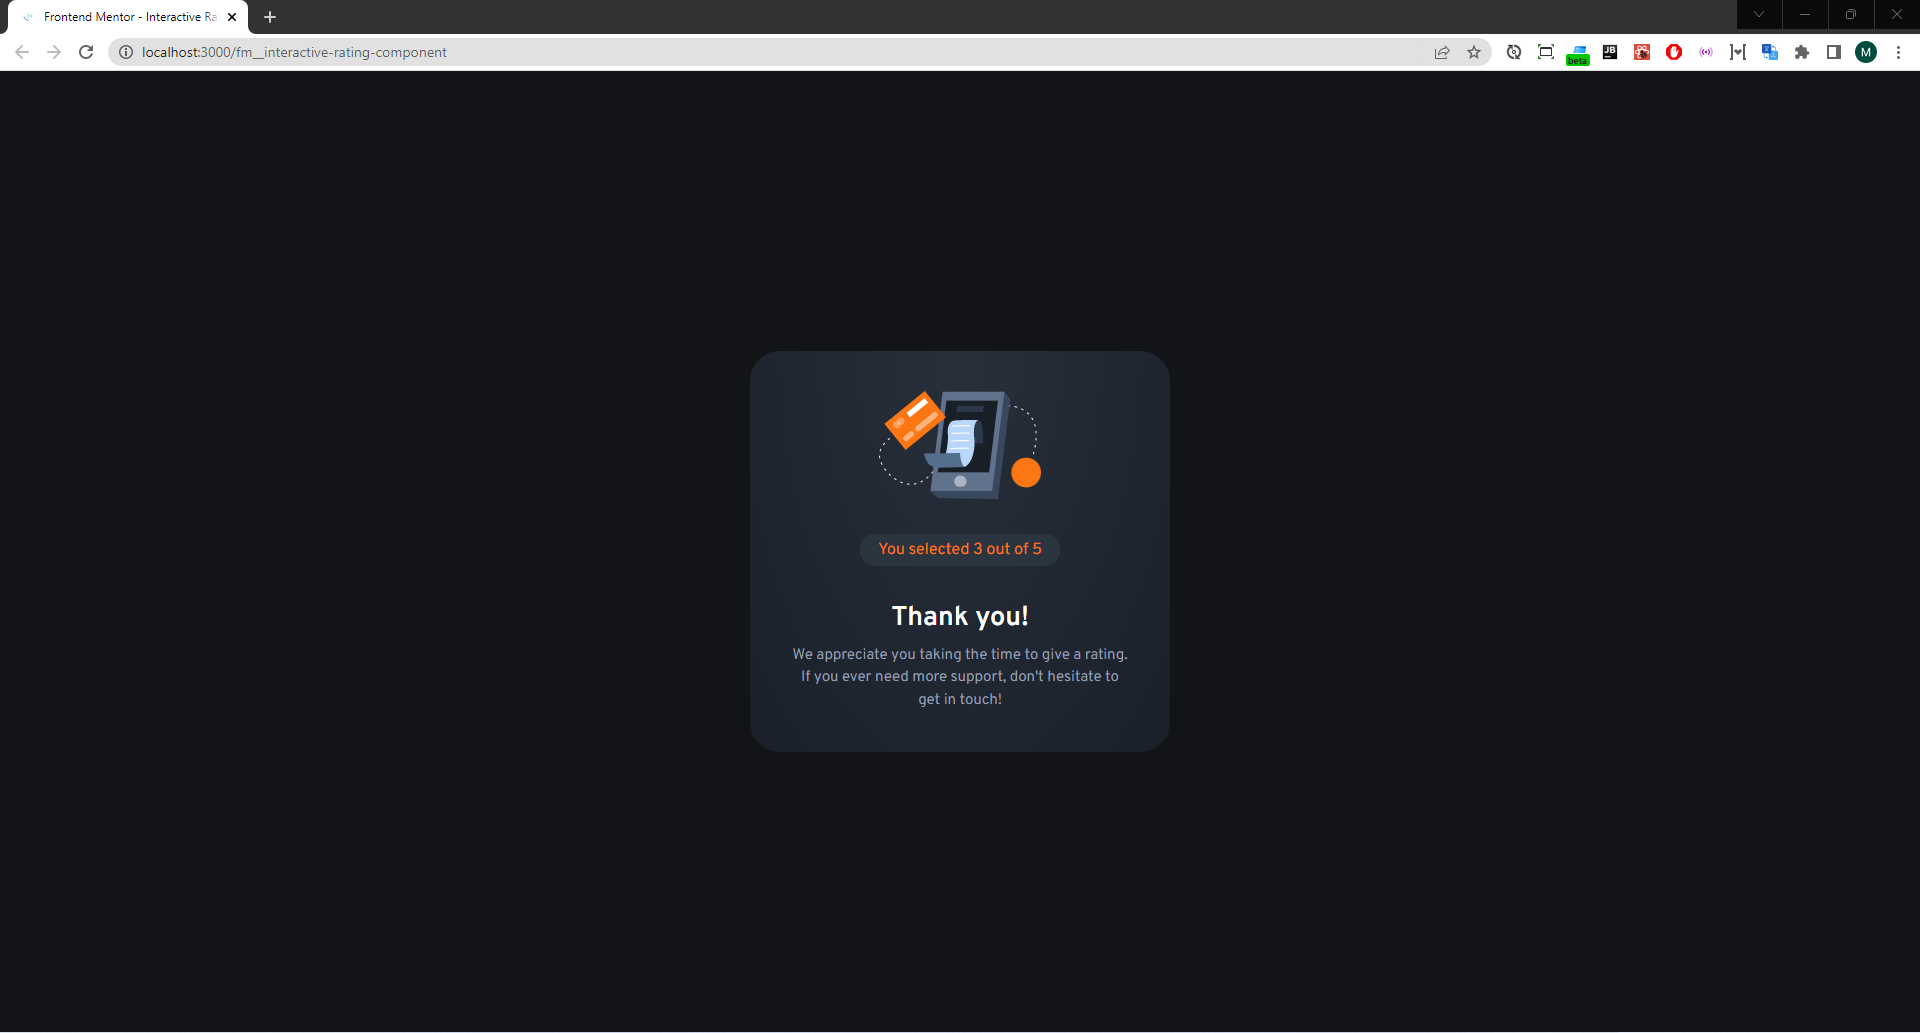 Frontend Mentor - Interactive Ra
localhost:3000/fm__interactive-rating-component
beta
JB
M
You selected 3 out of 5
Thank you!
We appreciate you taking the time to give a rating.
If you ever need more support, don't hesitate to
get in touch!